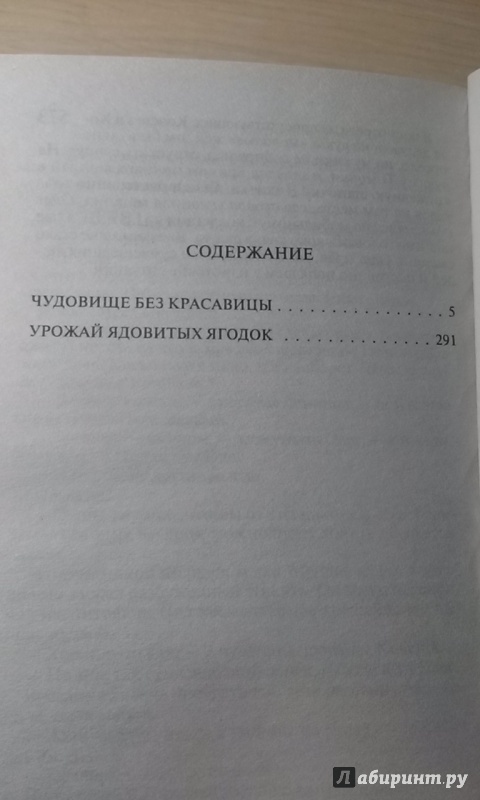 СОДЕРЖАНИЕ
ЧУДОВИЩЕ БЕЗ КРАСАВИЦЫ . . . . . . . . . . . . . . . . 5
УРОЖАЙ ЯДОВИТЫХ ЯГОДОК . . . . . . . . . . . . . . 291
Лабиринт.ру